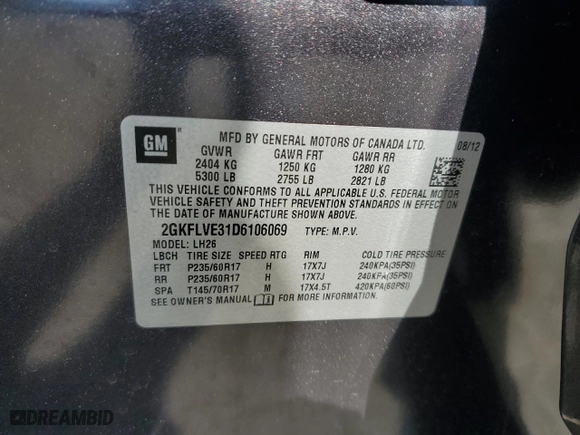 GM
MFD BY GENERAL MOTORS OF CANADA LTD.
08/12
GVWR GAWR FRT GAWR RR
2404 KG 1250 KG 1280 KG
5300 LB 2755 LB 2821 LB
THIS VEHICLE CONFORMS TO ALL APPLICABLE U.S. FEDERAL MOTOR
VEHICLE SAFETY, BUMPER, AND THEFT PREVENTION STANDARDS IN EFFECT ON
THE DATE OF MANUFACTURE SHOWN ABOVE.
2GKFLVE31D6106069 TYPE: M.P.V.
MODEL: LH26
LBCH TIRE SIZE SPEED RTG RIM COLD TIRE PRESSURE
FRT P235/60R17 H 17X7J 240KPA(35PSI)
RR P235/60R17 H 17X7J 240KPA(35PSI)
SPA T145/70R17 M 17X4.5T 420KPA(60PSI)
SEE OWNER'S MANUAL FOR MORE INFORMATION.
DREAMBID